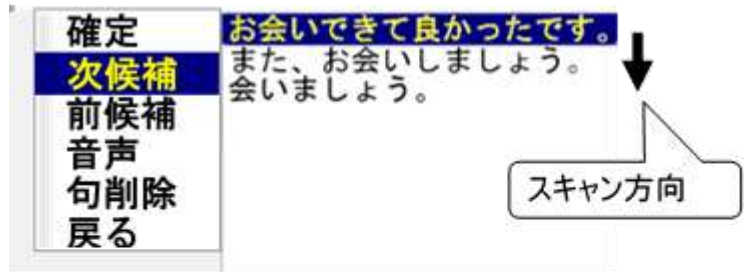 確定
次候補
前候補
音声
句削除
戻る
お会いできて良かったです。
また、お会いしましょう。
会いましょう。
スキャン方向